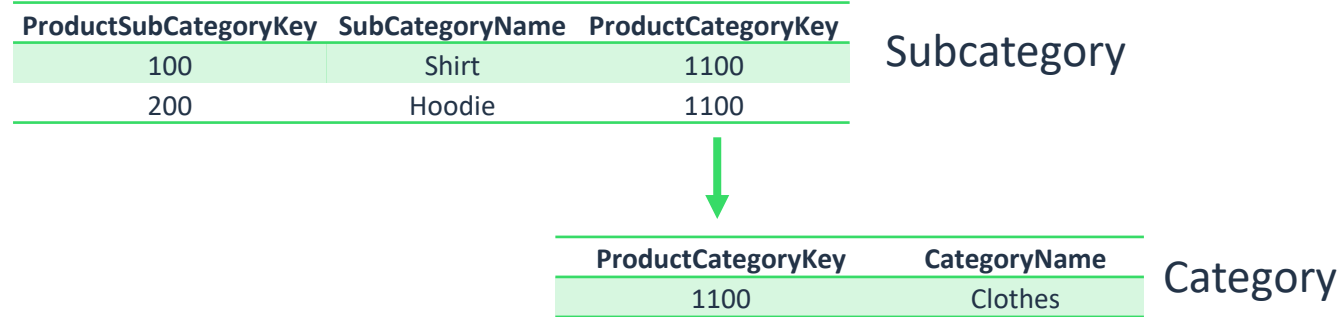 ProductSubCategoryKey SubCategoryName ProductCategoryKey
100 Shirt 1100
200 Hoodie 1100
Subcategory
ProductCategoryKey CategoryName
1100 Clothes
Category